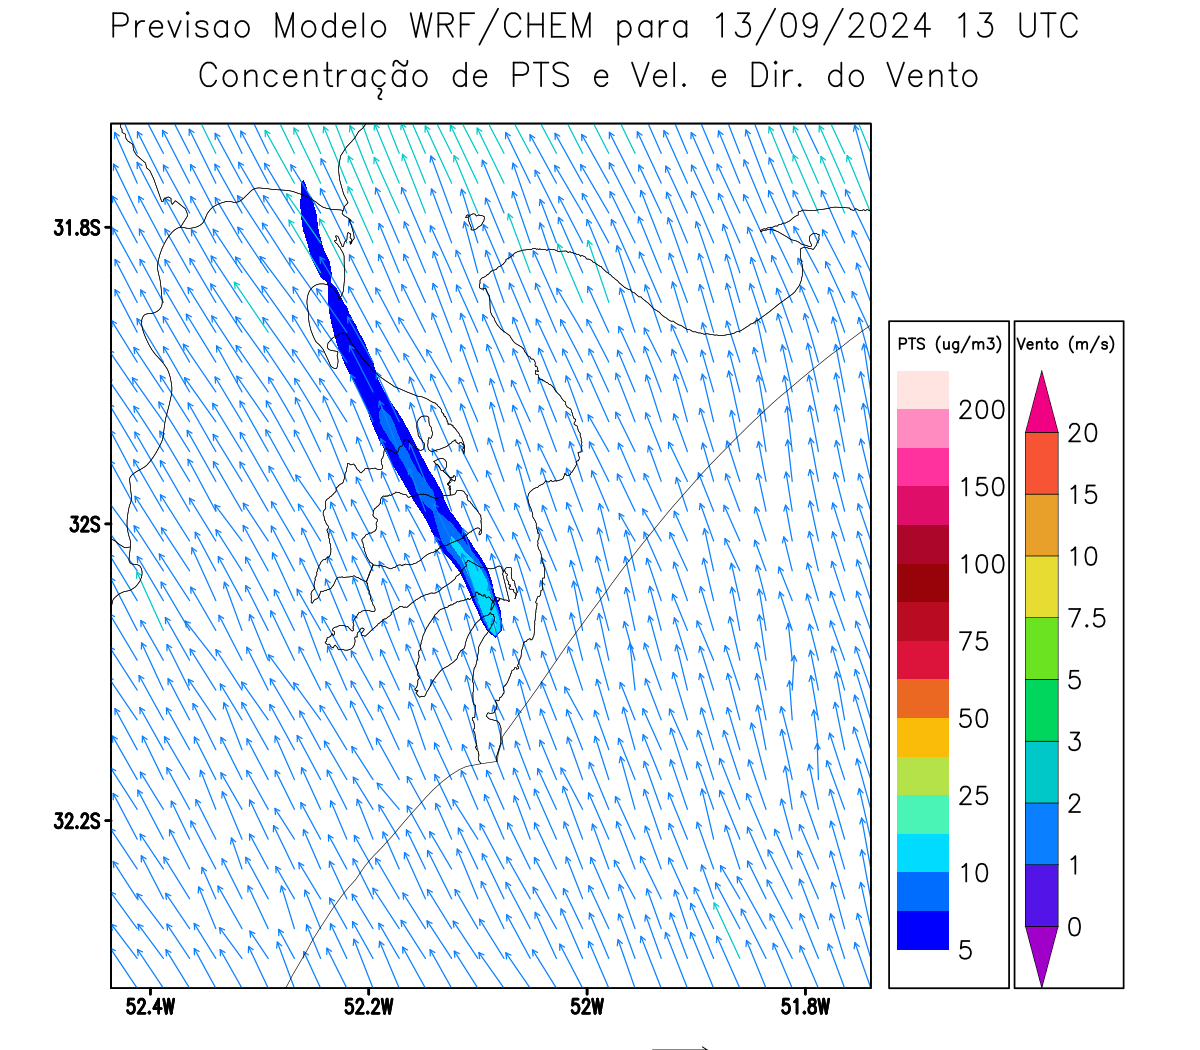 Previsao Modelo WRF/CHEM para 13/09/2024 13 UTC
Concentração de PTS e Vel. e Dir. do Vento
31.8S
32S
32.2S
52.4W
52.2W
52W
51.8W
PTS (ug/m3)
200
150
100
75
50
25
10
5
Vento (m/s)
20
15
10
7.5
5
3
2
1
0